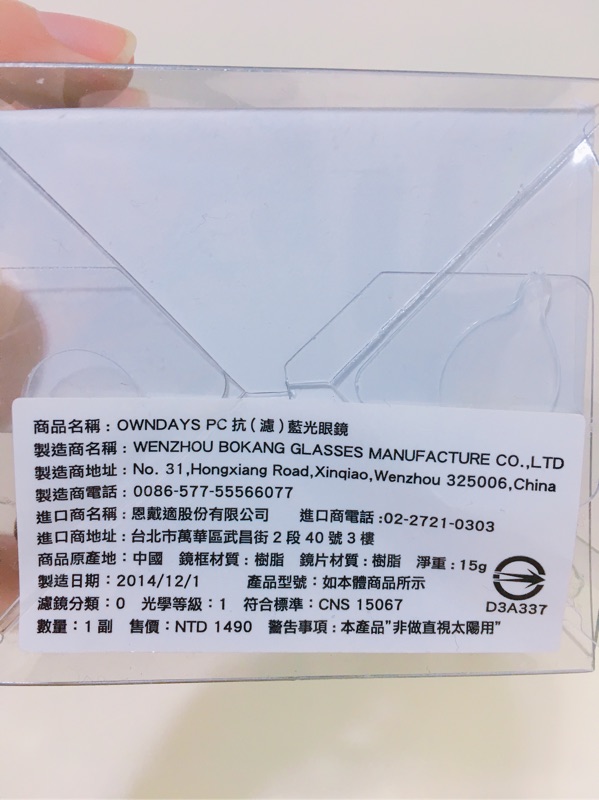 商品名稱：OWNDAYS PC 抗(濾)藍光眼鏡
製造商名稱：WENZHOU BOKANG GLASSES MANUFACTURE CO.,LTD
製造商地址：No. 31,Hongxiang Road,Xinqiao,Wenzhou 325006,China
製造商電話：0086-577-55566077
進口商名稱：恩戴適股份有限公司　進口商電話:02-2721-0303
進口商地址：台北市萬華區武昌街2段40號3樓
商品原產地：中國　鏡框材質：樹脂　鏡片材質：樹脂　淨重：15g
製造日期：2014/12/1　產品型號：如本體商品所示
濾鏡分類：0　光學等級：1　符合標準：CNS 15067
D3A337
數量：1副　售價：NTD 1490　警告事項：本產品"非做直視太陽用"